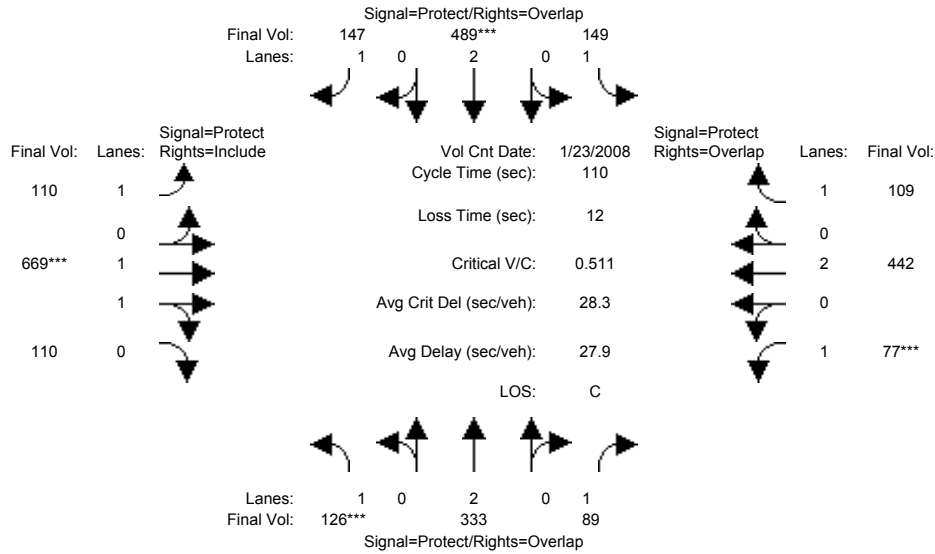 Signal=Protect/Rights=Overlap
Final Vol: 147 489*** 149
Lanes: 1 0 2 0 1
Signal=Protect Signal=Protect
Final Vol: Lanes: Rights=Include Vol Cnt Date: 1/23/2008 Rights=Overlap Lanes: Final Vol:
Cycle Time (sec): 110
110 1 1 109
Loss Time (sec): 12
0 0
669*** 1 Critical V/C: 0.511 2 442
1 Avg Crit Del (sec/veh): 28.3 0
110 0 Avg Delay (sec/veh): 27.9 1 77***
LOS: C
Lanes: 1 0 2 0 1
Final Vol: 126*** 333 89
Signal=Protect/Rights=Overlap